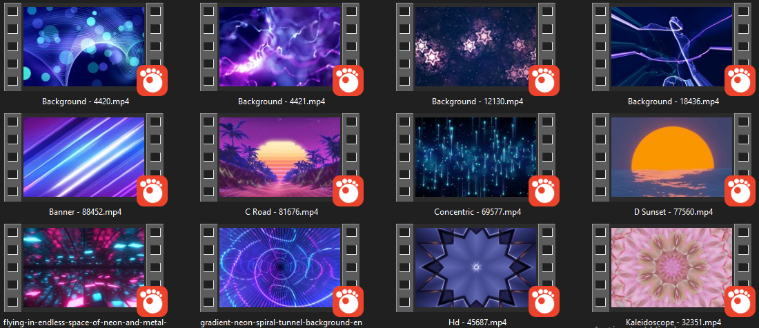 Background - 4420.mp4
Background - 4421.mp4
Background - 12130.mp4
Background - 18436.mp4
Banner - 88452.mp4
C Road - 81676.mp4
Concentric - 69577.mp4
D Sunset - 77560.mp4
flying-in-endless-space-of-neon-and-metal-
gradient-neon-spiral-tunnel-background-en
Hd - 45687.mp4
Kaleidoscope - 32351.mp4